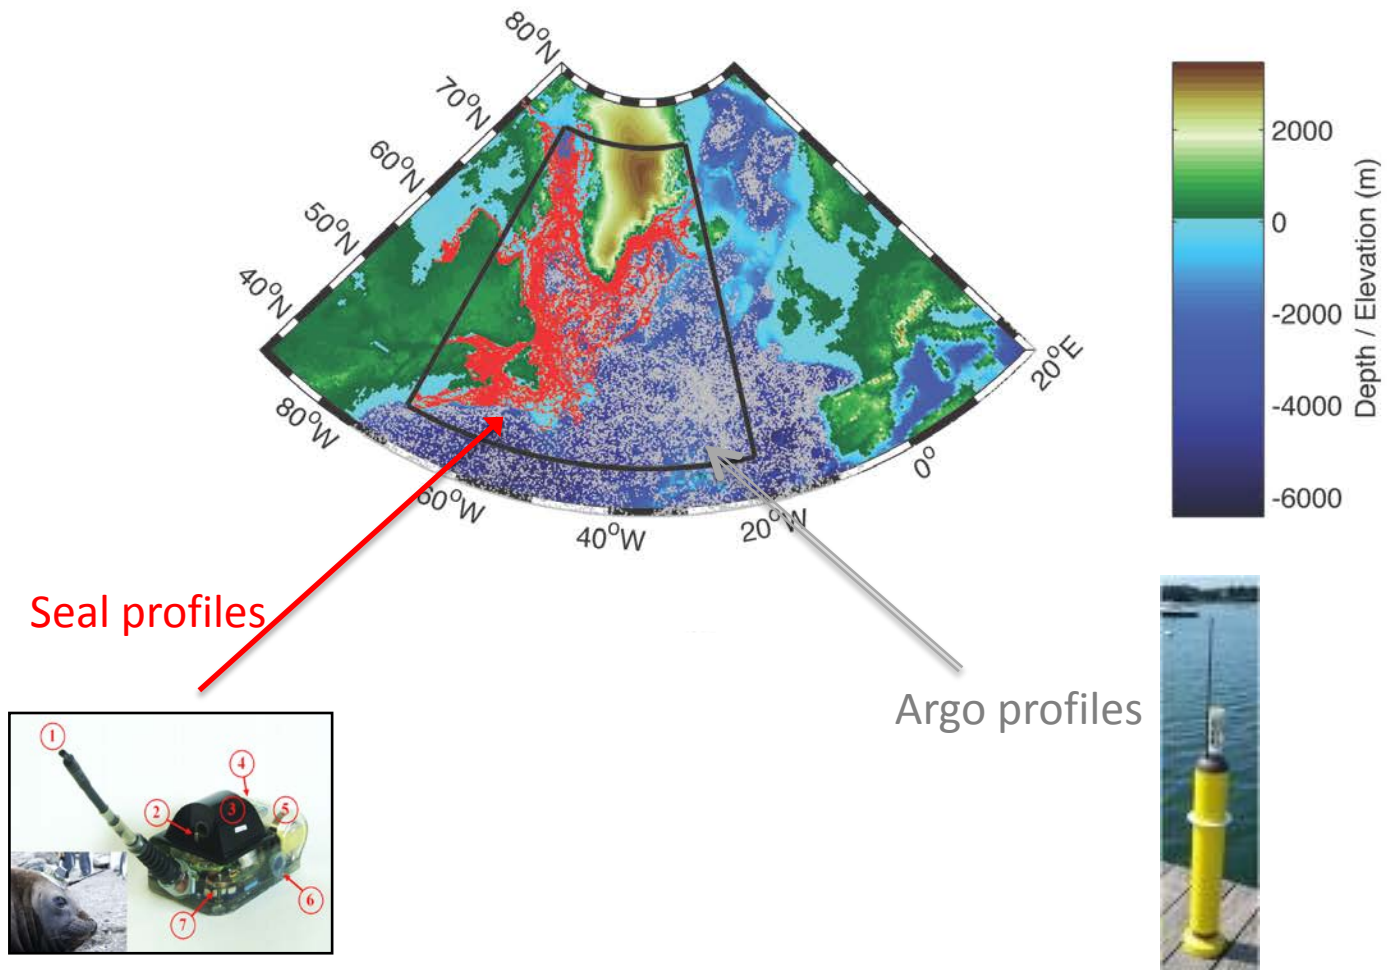 80°N
70°N
60°N
50°N
40°N
80°W
60°W
40°W
20°W
0°
20°E
2000
0
-2000
-4000
-6000
Depth / Elevation (m)
Seal profiles
Argo profiles
1
2
3
4
5
6
7